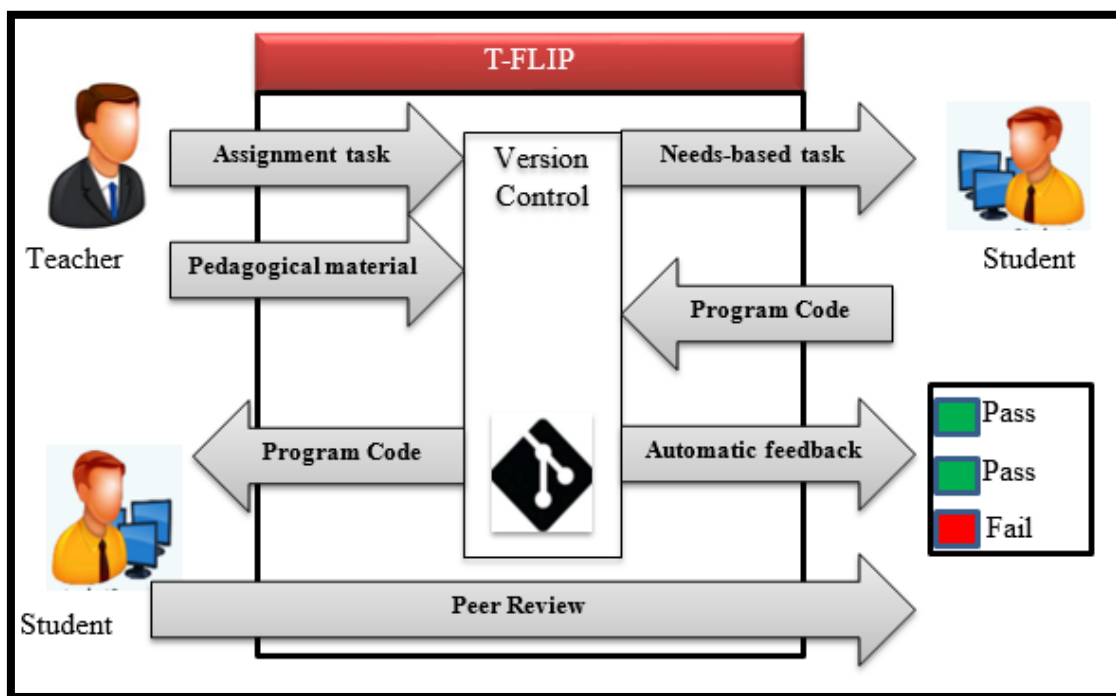 T-FLIP
Assignment task
Version
Control
Needs-based task
Teacher
Pedagogical material
Student
Program Code
Program Code
Automatic feedback
Pass
Pass
Fail
Student
Peer Review